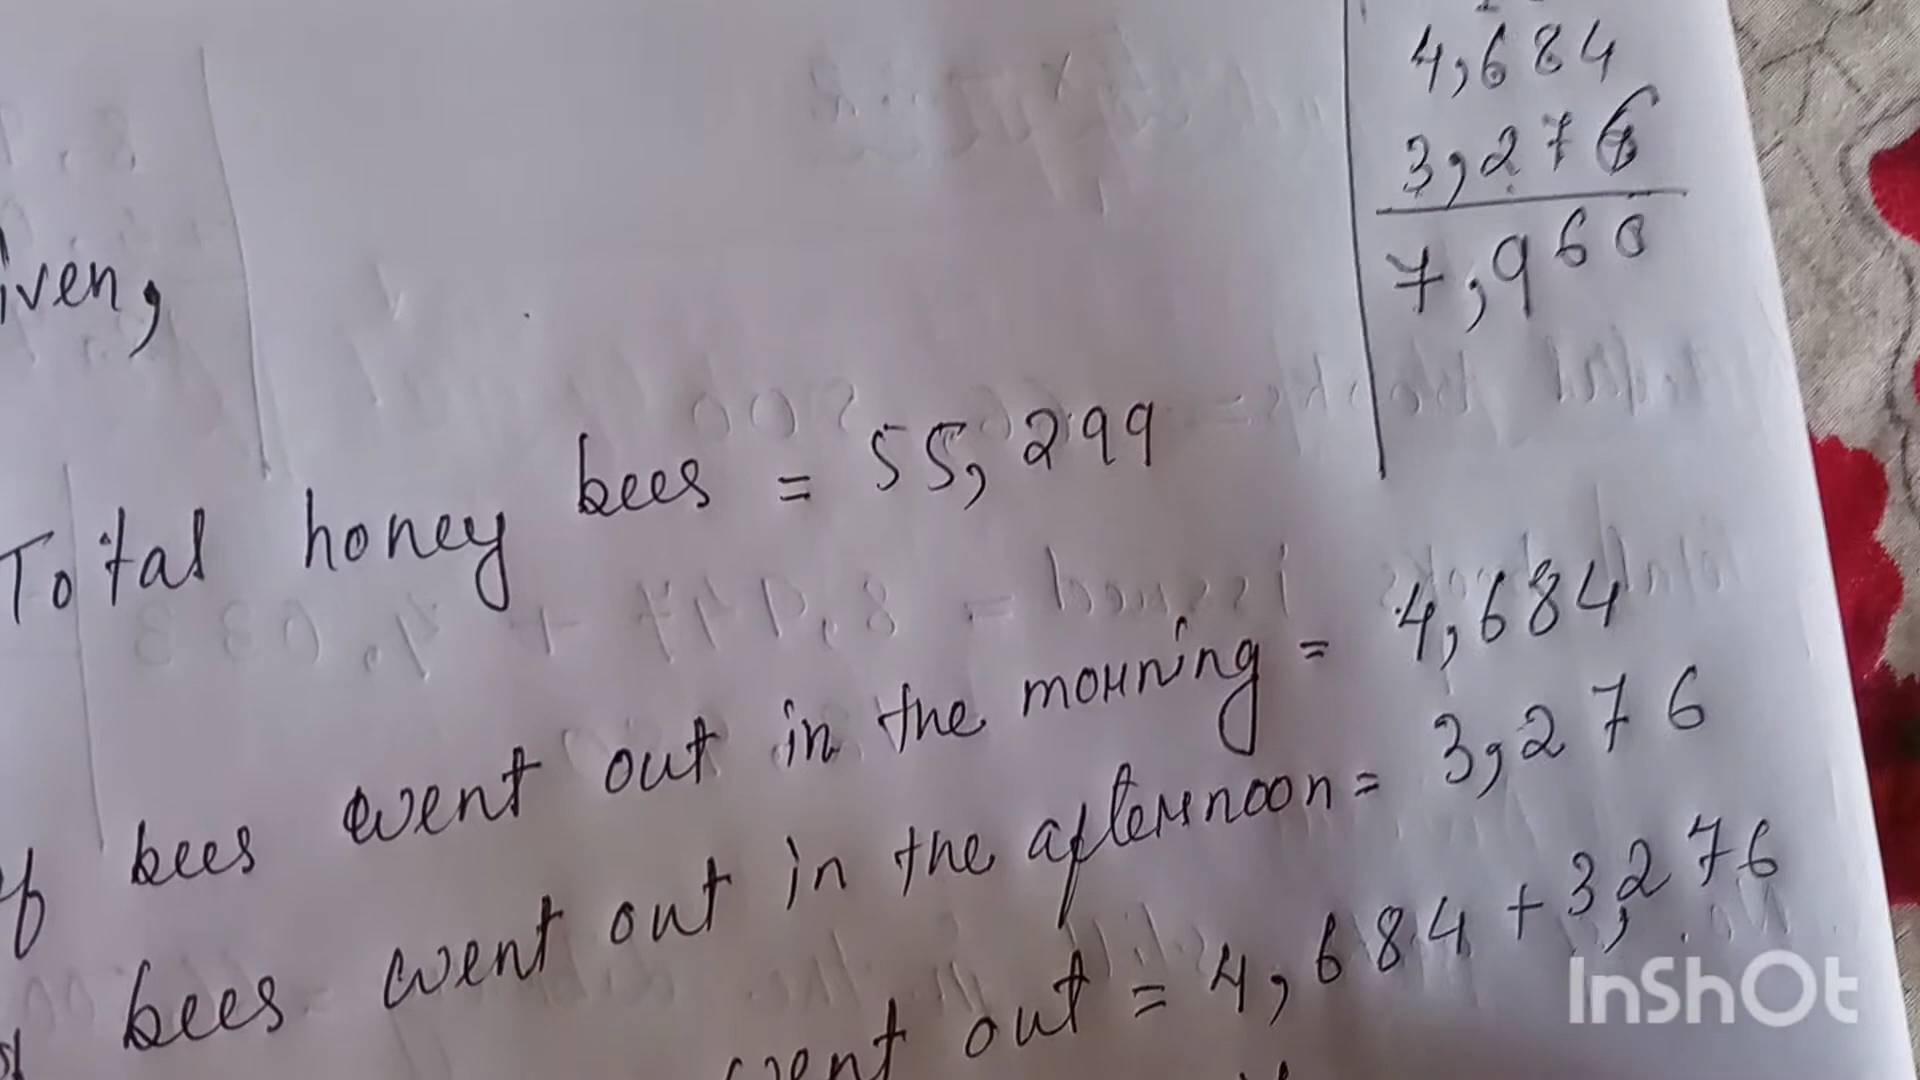 4,684
3,276
7,960
iven,
Total honey bees = 55,299
of bees went out in the morning = 4,684
bees went out in the afternoon = 3,276
went out = 4,684 + 3,276
InShOt